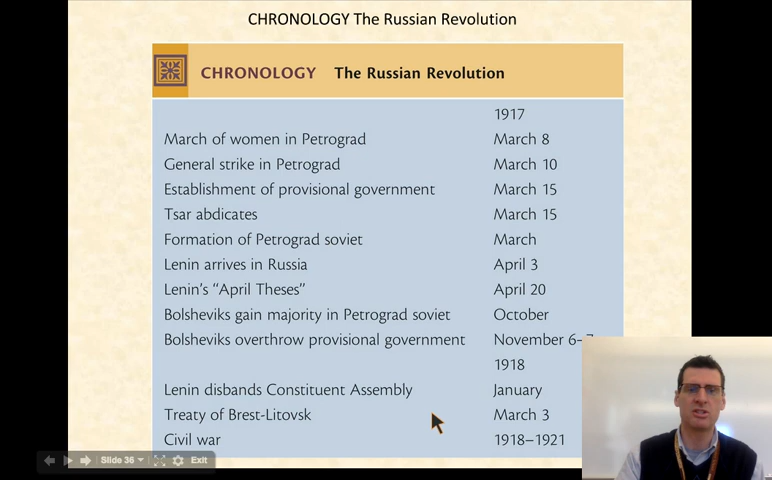 CHRONOLOGY The Russian Revolution
CHRONOLOGY The Russian Revolution
1917
March of women in Petrograd March 8
General strike in Petrograd March 10
Establishment of provisional government March 15
Tsar abdicates March 15
Formation of Petrograd soviet March
Lenin arrives in Russia April 3
Lenin's “April Theses” April 20
Bolsheviks gain majority in Petrograd soviet October
Bolsheviks overthrow provisional government November 6–7
1918
Lenin disbands Constituent Assembly January
Treaty of Brest-Litovsk March 3
Civil war 1918–1921
Slide 36 Exit